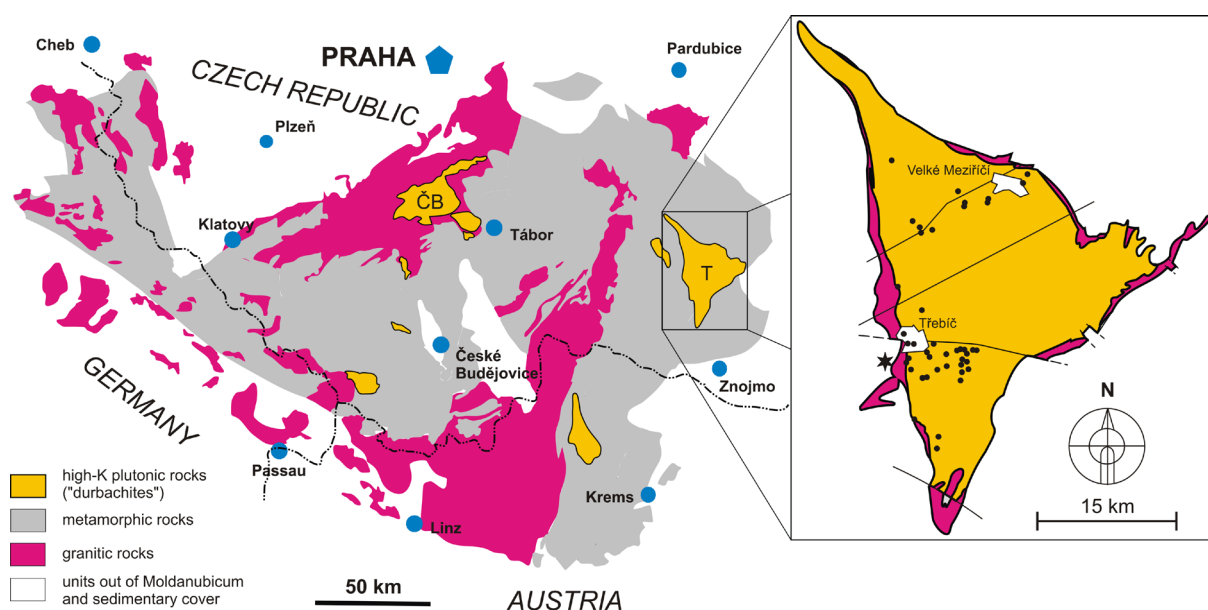 Cheb
PRAHA
Pardubice
CZECH REPUBLIC
Plzeň
ČB
Klatovy
Tábor
T
České
Budějovice
Znojmo
GERMANY
Passau
Krems
Linz
AUSTRIA
50 km
high-K plutonic rocks
("durbachites")
metamorphic rocks
granitic rocks
units out of Moldanubicum
and sedimentary cover
Velké Meziříčí
Třebíč
N
15 km